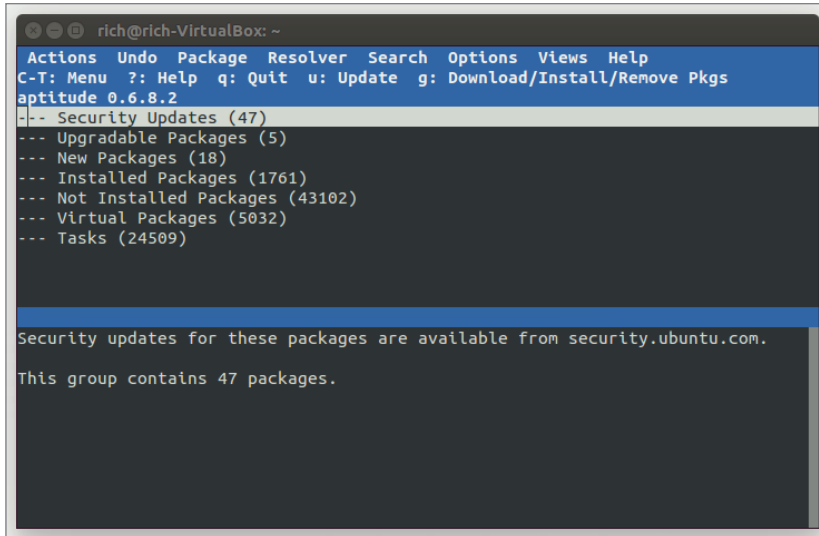 rich@rich-VirtualBox: ~
Actions Undo Package Resolver Search Options Views Help
C-T: Menu ?: Help q: Quit u: Update g: Download/Install/Remove Pkgs
aptitude 0.6.8.2
--- Security Updates (47)
--- Upgradable Packages (5)
--- New Packages (18)
--- Installed Packages (1761)
--- Not Installed Packages (43102)
--- Virtual Packages (5032)
--- Tasks (24509)
Security updates for these packages are available from security.ubuntu.com.
This group contains 47 packages.